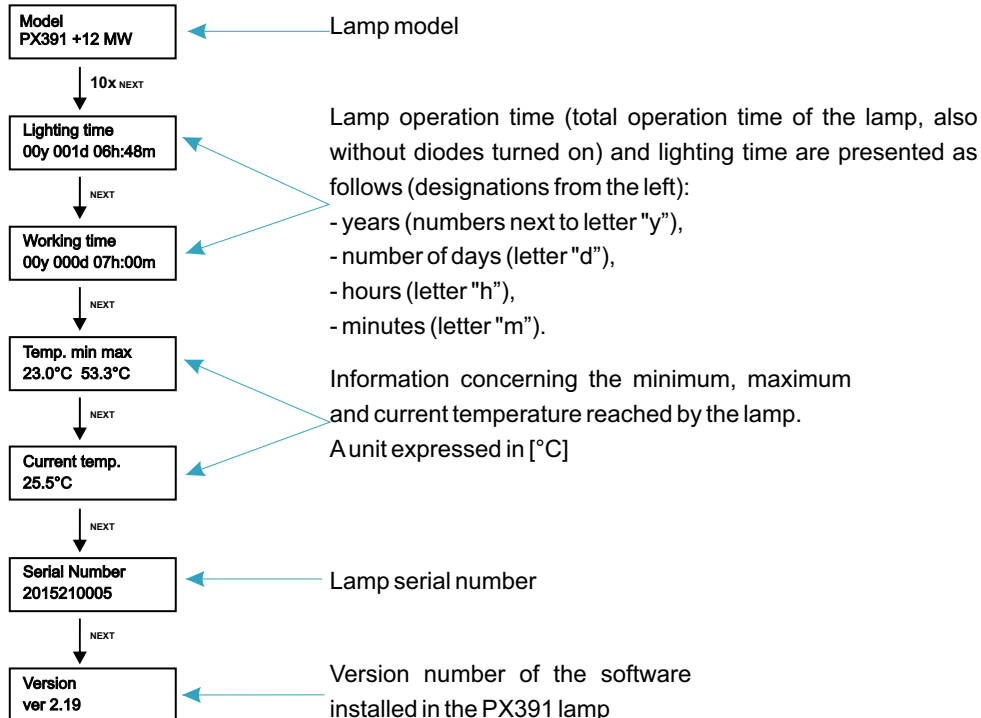 Model
PX391 +12 MW
Lamp model
10x NEXT
Lighting time
00y 001d 06h:48m
NEXT
Working time
00y 000d 07h:00m
Lamp operation time (total operation time of the lamp, also
without diodes turned on) and lighting time are presented as
follows (designations from the left):
- years (numbers next to letter "y”),
- number of days (letter "d”),
- hours (letter "h”),
- minutes (letter "m”).
NEXT
Temp. min max
23.0°C 53.3°C
NEXT
Current temp.
25.5°C
Information concerning the minimum, maximum
and current temperature reached by the lamp.
A unit expressed in [°C]
NEXT
Serial Number
2015210005
Lamp serial number
NEXT
Version
ver 2.19
Version number of the software
installed in the PX391 lamp